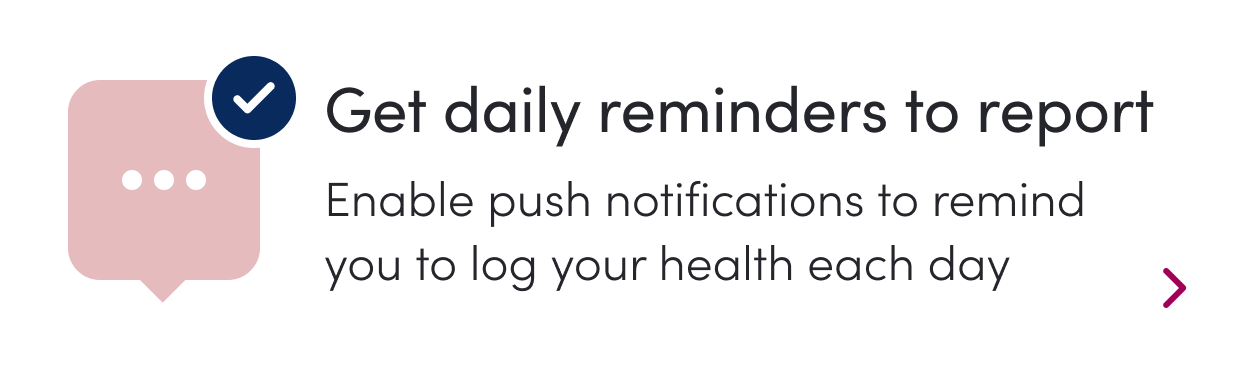 Get daily reminders to report
Enable push notifications to remind
you to log your health each day